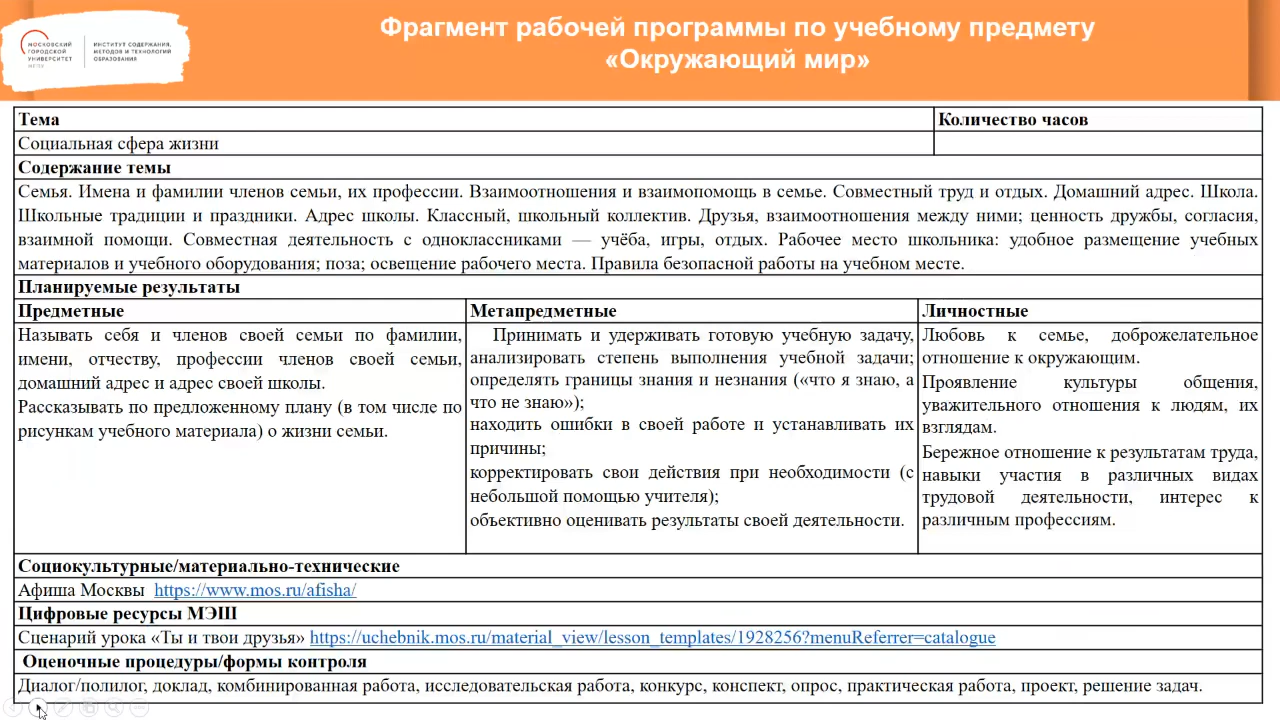 Фрагмент рабочей программы по учебному предмету
«Окружающий мир»
МОСКОВСКИЙ
ГОРОДСКОЙ
УНИВЕРСИТЕТ
ИНСТИТУТ СОДЕРЖАНИЯ,
МЕТОДОВ И ТЕХНОЛОГИЙ
ОБРАЗОВАНИЯ
Тема
Количество часов
Социальная сфера жизни
Содержание темы
Семья. Имена и фамилии членов семьи, их профессии. Взаимоотношения и взаимопомощь в семье. Совместный труд и отдых. Домашний адрес. Школа.
Школьные традиции и праздники. Адрес школы. Классный, школьный коллектив. Друзья, взаимоотношения между ними; ценность дружбы, согласия,
взаимной помощи. Совместная деятельность с одноклассниками — учёба, игры, отдых. Рабочее место школьника: удобное размещение учебных
материалов и учебного оборудования; поза; освещение рабочего места. Правила безопасной работы на учебном месте.
Планируемые результаты
Предметные
Называть себя и членов своей семьи по фамилии,
имени, отчеству, профессии членов своей семьи,
домашний адрес и адрес своей школы.
Рассказывать по предложенному плану (в том числе по
рисункам учебного материала) о жизни семьи.
Метапредметные
Принимать и удерживать готовую учебную задачу,
анализировать степень выполнения учебной задачи;
определять границы знания и незнания («что я знаю, а
что не знаю»);
находить ошибки в своей работе и устанавливать их
причины;
корректировать свои действия при необходимости (с
небольшой помощью учителя);
объективно оценивать результаты своей деятельности.
Личностные
Любовь к семье, доброжелательное
отношение к окружающим.
Проявление культуры общения,
уважительного отношения к людям, их
взглядам.
Бережное отношение к результатам труда,
навыки участия в различных видах
трудовой деятельности, интерес к
различным профессиям.
Социокультурные/материально-технические
Афиша Москвы https://www.mos.ru/afisha/
Цифровые ресурсы МЭШ
Сценарий урока «Ты и твои друзья» https://uchebnik.mos.ru/material_view/lesson_templates/1928256?menuReferrer=catalogue
Оценочные процедуры/формы контроля
Диалог/полилог, доклад, комбинированная работа, исследовательская работа, конкурс, конспект, опрос, практическая работа, проект, решение задач.